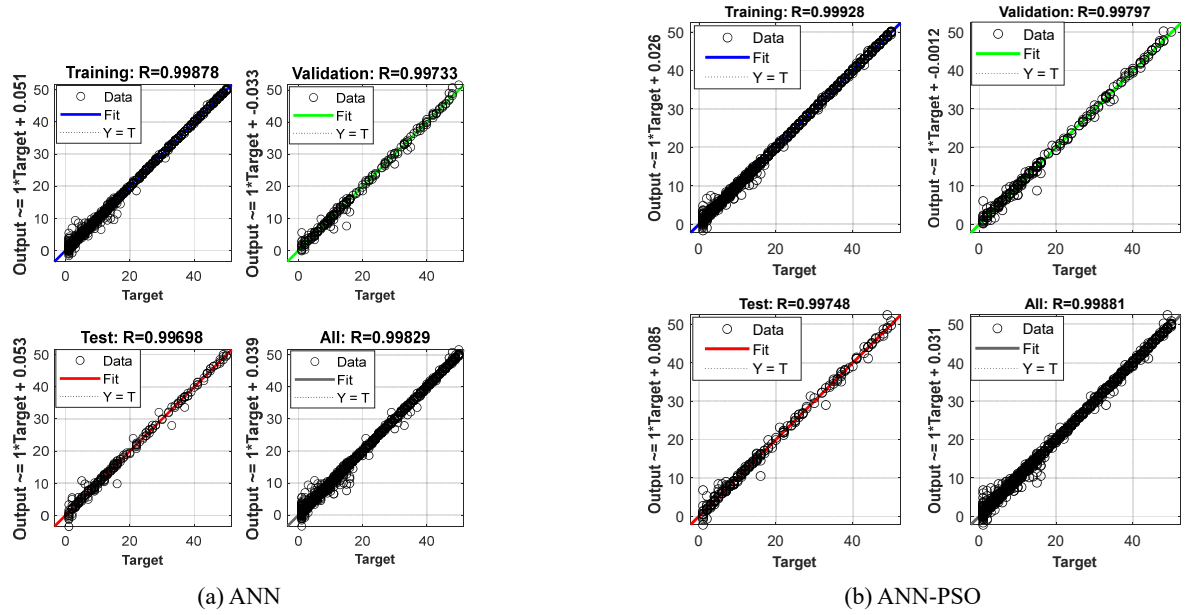 Training: R=0.99878
Output ~= 1*Target + 0.051
Data
Fit
Y = T
50
40
30
20
10
0
0 20 40
Target
Validation: R=0.99733
Output ~= 1*Target + -0.033
Data
Fit
Y = T
50
40
30
20
10
0
0 20 40
Target
Test: R=0.99698
Output ~= 1*Target + 0.053
Data
Fit
Y = T
50
40
30
20
10
0
0 20 40
Target
All: R=0.99829
Output ~= 1*Target + 0.039
Data
Fit
Y = T
50
40
30
20
10
0
0 20 40
Target
(a) ANN
Training: R=0.99928
Output ~= 1*Target + 0.026
Data
Fit
Y = T
50
40
30
20
10
0
0 20 40
Target
Validation: R=0.99797
Output ~= 1*Target + -0.0012
Data
Fit
Y = T
50
40
30
20
10
0
0 20 40
Target
Test: R=0.99748
Output ~= 1*Target + 0.085
Data
Fit
Y = T
50
40
30
20
10
0
0 20 40
Target
All: R=0.99881
Output ~= 1*Target + 0.031
Data
Fit
Y = T
50
40
30
20
10
0
0 20 40
Target
(b) ANN-PSO